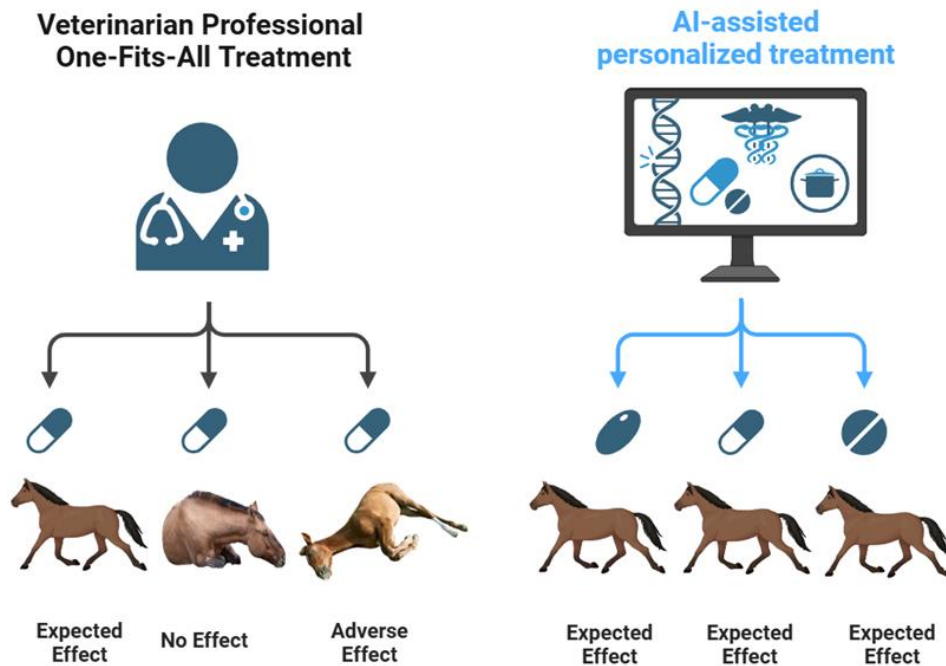 Veterinarian Professional
One-Fits-All Treatment
AI-assisted
personalized treatment
Expected
Effect
No Effect
Adverse
Effect
Expected
Effect
Expected
Effect
Expected
Effect